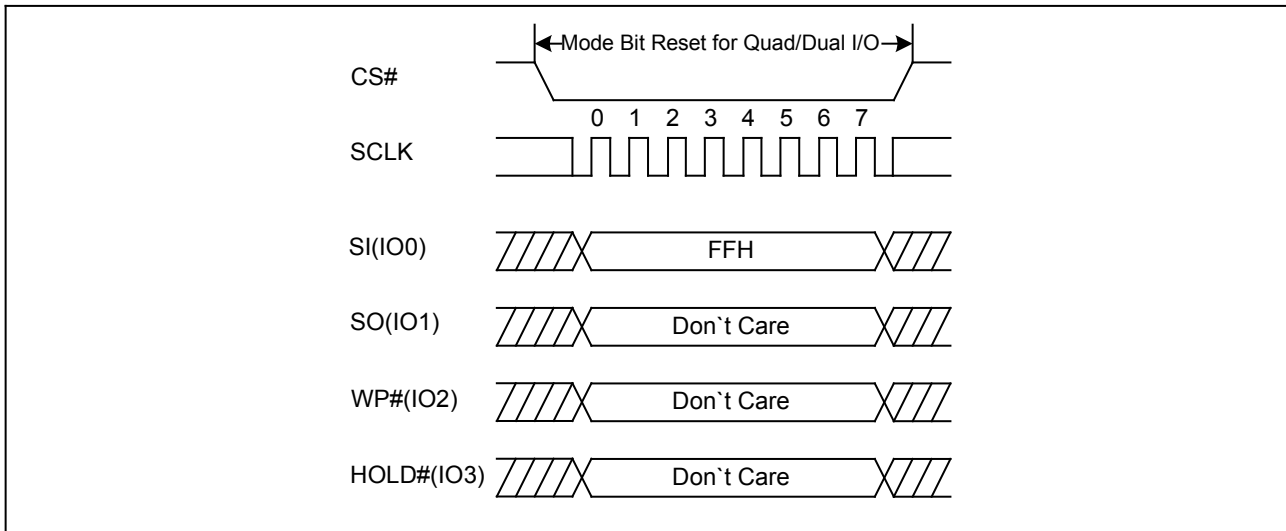 Mode Bit Reset for Quad/Dual I/O
CS#
0 1 2 3 4 5 6 7
SCLK
SI(IO0) FFH
SO(IO1) Don`t Care
WP#(IO2) Don`t Care
HOLD#(IO3) Don`t Care